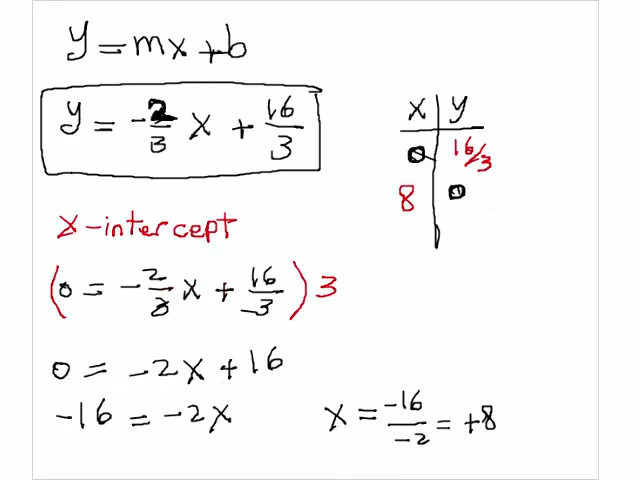 y = mx + b
y = -2/3 x + 16/3
x y
0 16/3
8 0
x-intercept
(0 = -2/3 x + 16/3) 3
0 = -2x + 16
-16 = -2x
x = -16/-2 = +8